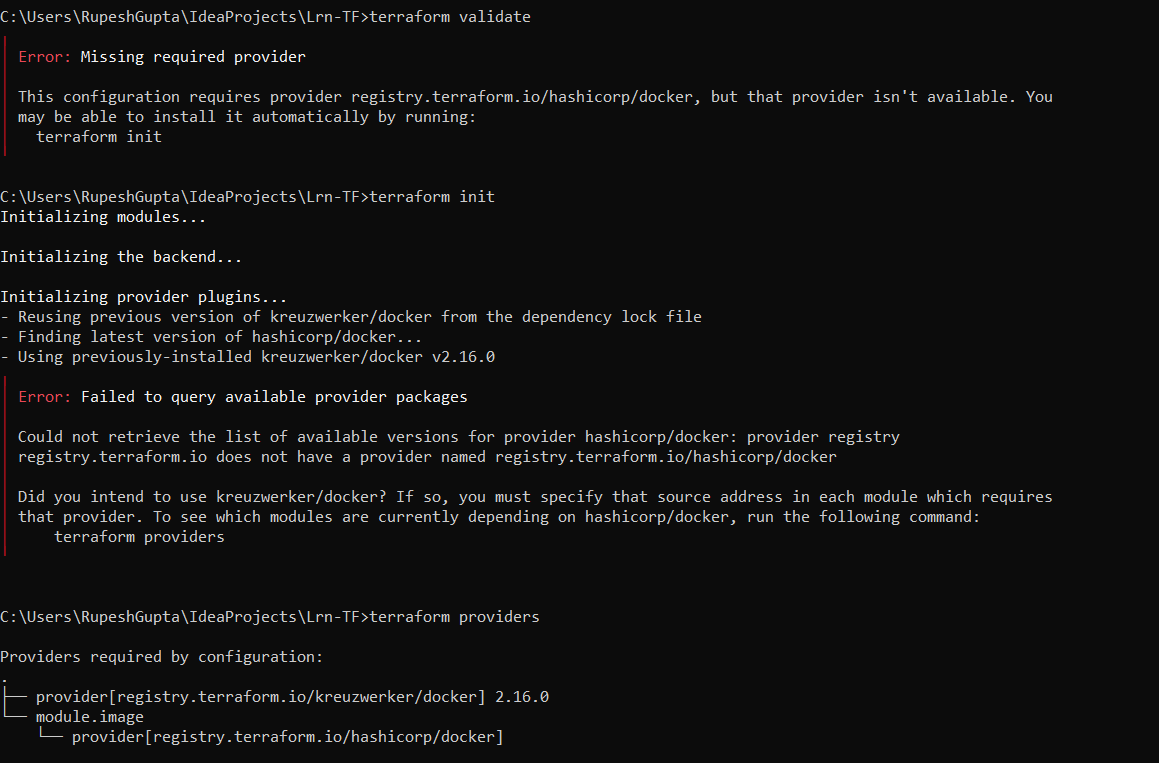 C:\Users\RupeshGupta\IdeaProjects\Lrn-TF>terraform validate
Error: Missing required provider
This configuration requires provider registry.terraform.io/hashicorp/docker, but that provider isn't available. You
may be able to install it automatically by running:
terraform init
C:\Users\RupeshGupta\IdeaProjects\Lrn-TF>terraform init
Initializing modules...
Initializing the backend...
Initializing provider plugins...
- Reusing previous version of kreuzwerker/docker from the dependency lock file
- Finding latest version of hashicorp/docker...
- Using previously-installed kreuzwerker/docker v2.16.0
Error: Failed to query available provider packages
Could not retrieve the list of available versions for provider hashicorp/docker: provider registry
registry.terraform.io does not have a provider named registry.terraform.io/hashicorp/docker
Did you intend to use kreuzwerker/docker? If so, you must specify that source address in each module which requires
that provider. To see which modules are currently depending on hashicorp/docker, run the following command:
terraform providers
C:\Users\RupeshGupta\IdeaProjects\Lrn-TF>terraform providers
Providers required by configuration:
.
├── provider[registry.terraform.io/kreuzwerker/docker] 2.16.0
└── module.image
    └── provider[registry.terraform.io/hashicorp/docker]